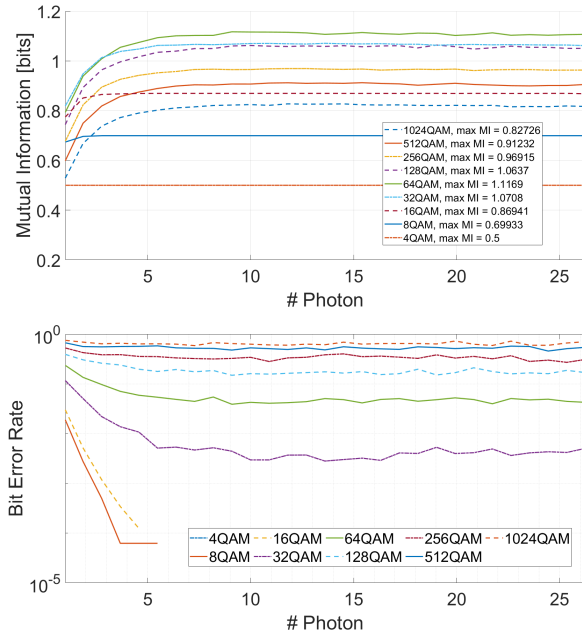 1.2
1
0.8
0.6
0.4
0.2
Mutual Information [bits]
1024QAM, max MI = 0.82726
512QAM, max MI = 0.91232
256QAM, max MI = 0.96915
128QAM, max MI = 1.0637
64QAM, max MI = 1.1169
32QAM, max MI = 1.0708
16QAM, max MI = 0.86941
8QAM, max MI = 0.69933
4QAM, max MI = 0.5
5 10 15 20 25
# Photon
10^0
10^-5
Bit Error Rate
4QAM 16QAM 64QAM 256QAM 1024QAM
8QAM 32QAM 128QAM 512QAM
5 10 15 20 25
# Photon